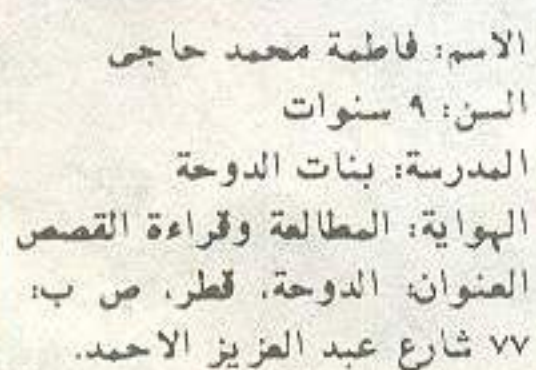 الاسم: فاطمة محمد حاجى
السن: ٩ سنوات
المدرسة: بنات الدوحة
الهواية: المطالعة وقراءة القصص
العنوان: الدوحة. قطر. ص ب:
٧٧ شارع عبد العزيز الاحمد.